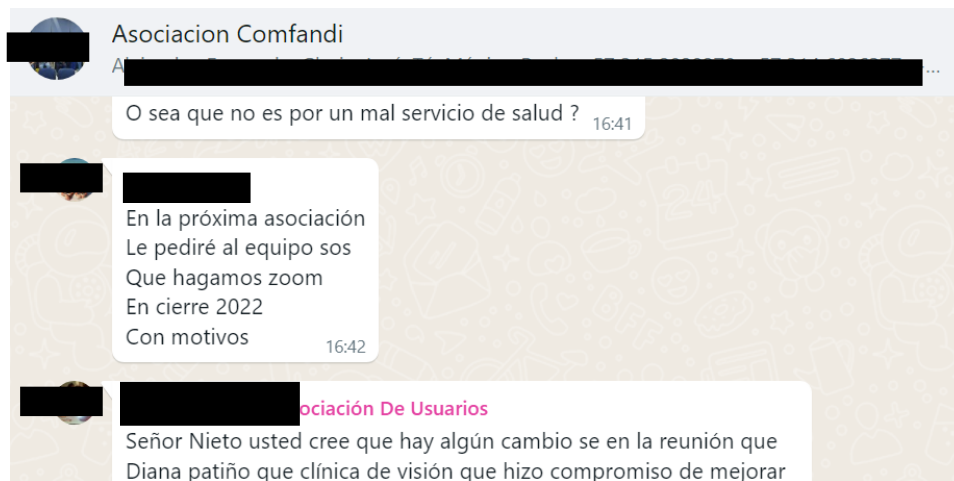 Asociacion Comfandi
O sea que no es por un mal servicio de salud ? 16:41
En la próxima asociación
Le pediré al equipo sos
Que hagamos zoom
En cierre 2022
Con motivos 16:42
ociación De Usuarios
Señor Nieto usted cree que hay algún cambio se en la reunión que
Diana patiño que clínica de visión que hizo compromiso de mejorar